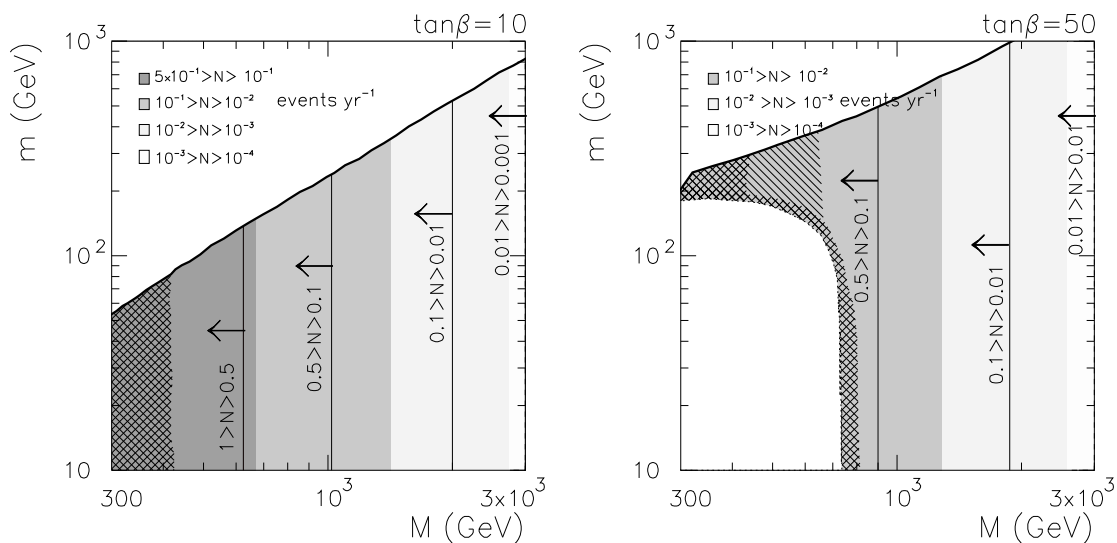 tanβ=10
10³
5×10⁻¹>N> 10⁻¹
10⁻¹>N>10⁻²
events yr⁻¹
10⁻²>N>10⁻³
10⁻³>N>10⁻⁴
m (GeV)
10²
10
1>N>0.5
0.5>N>0.1
0.1>N>0.01
0.01>N>0.001
300
10³
3x10³
M (GeV)
tanβ=50
10³
10⁻¹>N> 10⁻²
10⁻² >N> 10⁻³ events yr⁻¹
10⁻³>N>10⁻⁴
m (GeV)
10²
10
0.5>N>0.1
0.1>N>0.01
0.01>N>0.01
300
10³
3x10³
M (GeV)